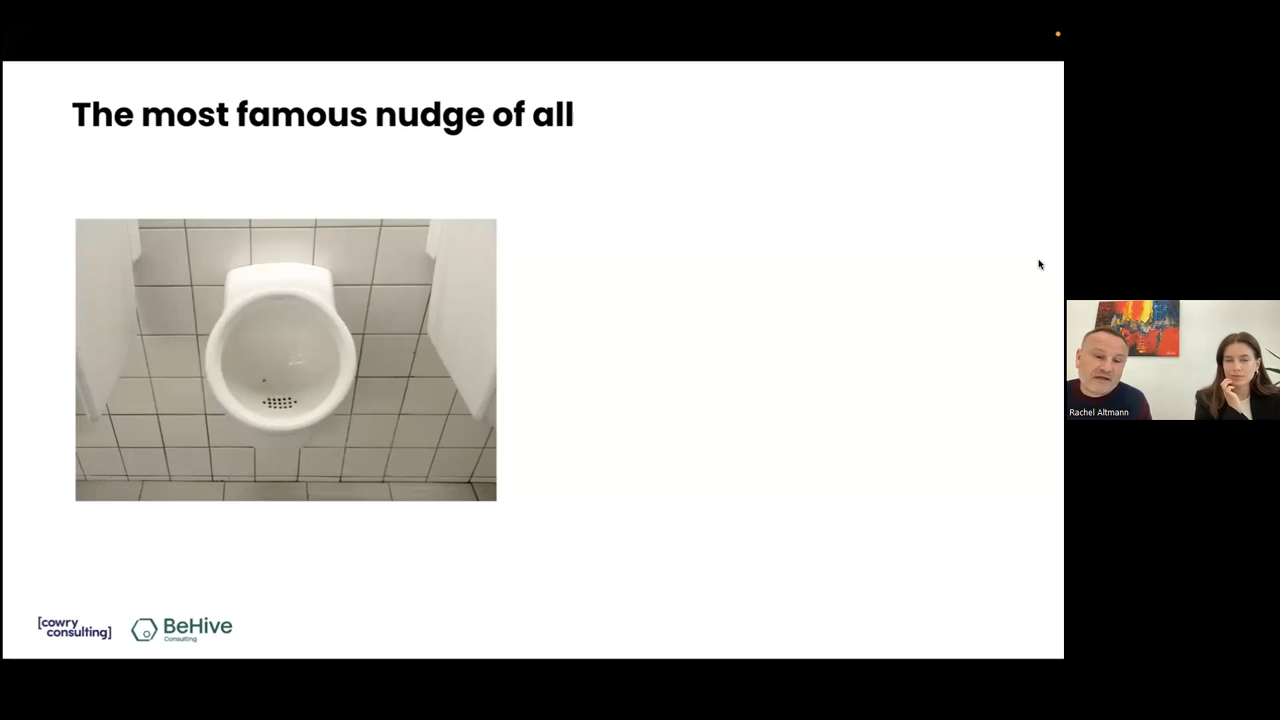 The most famous nudge of all
[cowry
consulting]
BeHive
Consulting
Rachel Altmann